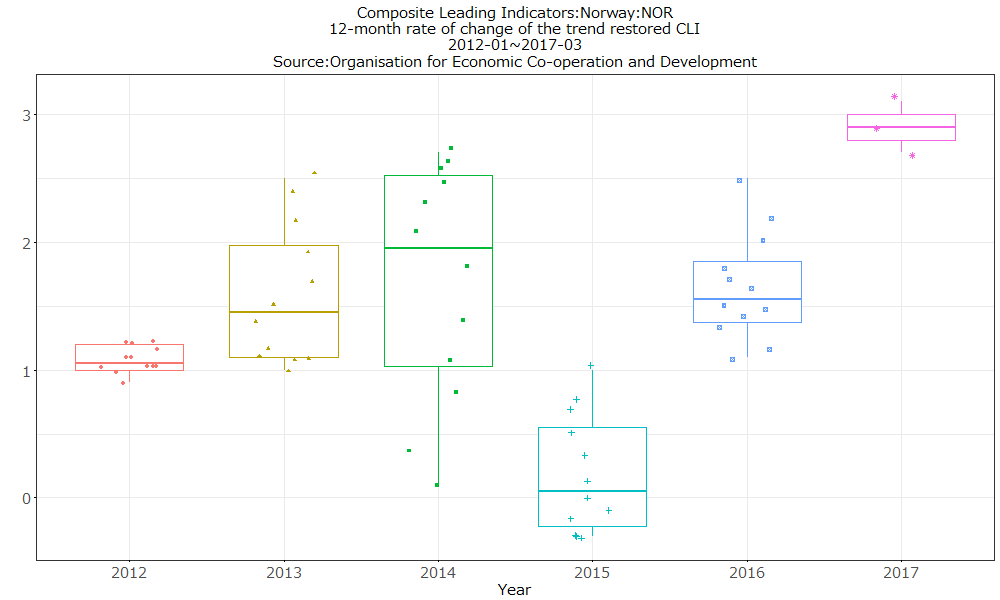 Composite Leading Indicators:Norway:NOR
12-month rate of change of the trend restored CLI
2012-01~2017-03
Source:Organisation for Economic Co-operation and Development
3
2
1
0
2012 2013 2014 2015 2016 2017
Year